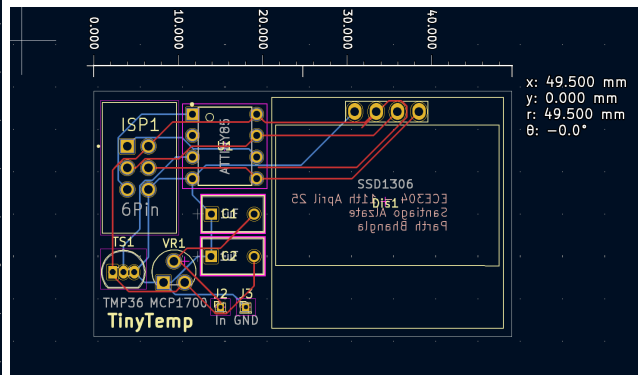 0.000
10.000
20.000
30.000
40.000
x: 49.500 mm
y: 0.000 mm
r: 49.500 mm
θ: −0.0°
ISP1
ATTINY85
SSD1306
Dis1
ECE304 - 11th April 25
Santiago Alzate
Parth Bhangla
6Pin
C1
C2
TS1
VR1
J2
J3
TMP36
MCP1700
In
GND
TinyTemp